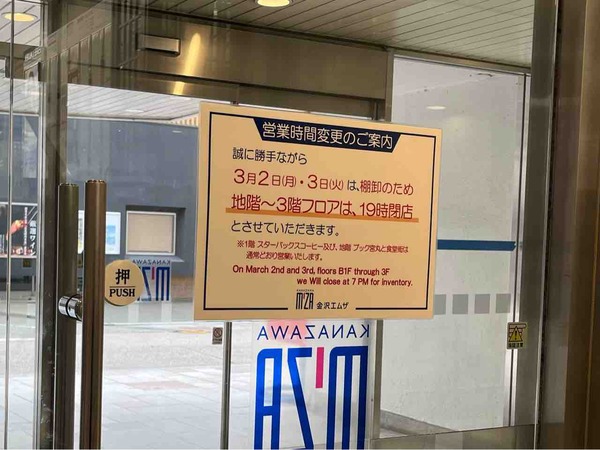 営業時間変更のご案内
誠に勝手ながら
3月2日(月)・3日(火)は、棚卸のため
地階～3階フロアは、19時閉店
とさせていただきます。
※1階 スターバックスコーヒー及び、地階 ブック宮丸と食堂街は
通常どおり営業いたします。
On March 2nd and 3rd, floors B1F through 3F
we Will close at 7 PM for inventory.
M'ZA 金沢エムザ
押
PUSH
KANAZAWA
M'ZA
KANAZAWA
M'ZA